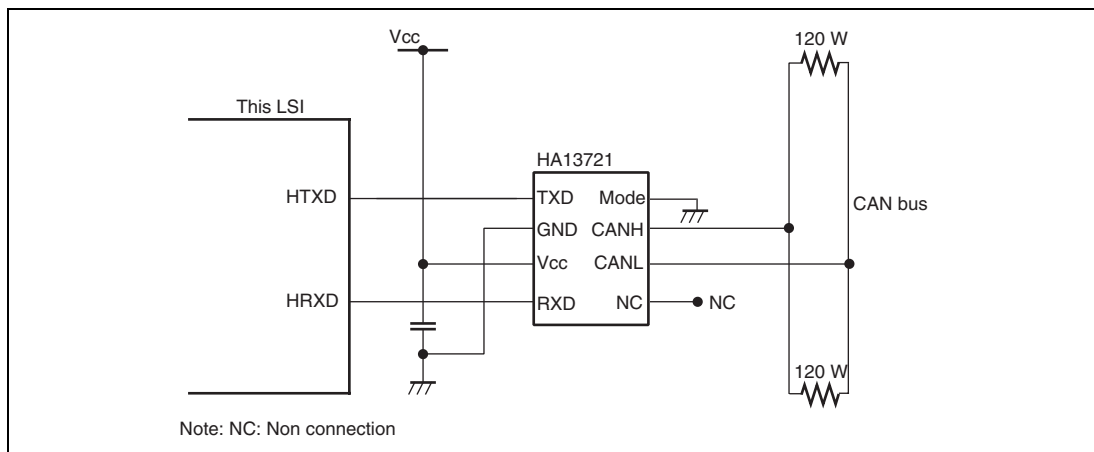 Vcc
120 W
This LSI
HA13721
HTXD
TXD
Mode
CAN bus
GND
CANH
Vcc
CANL
HRXD
RXD
NC
NC
120 W
Note: NC: Non connection